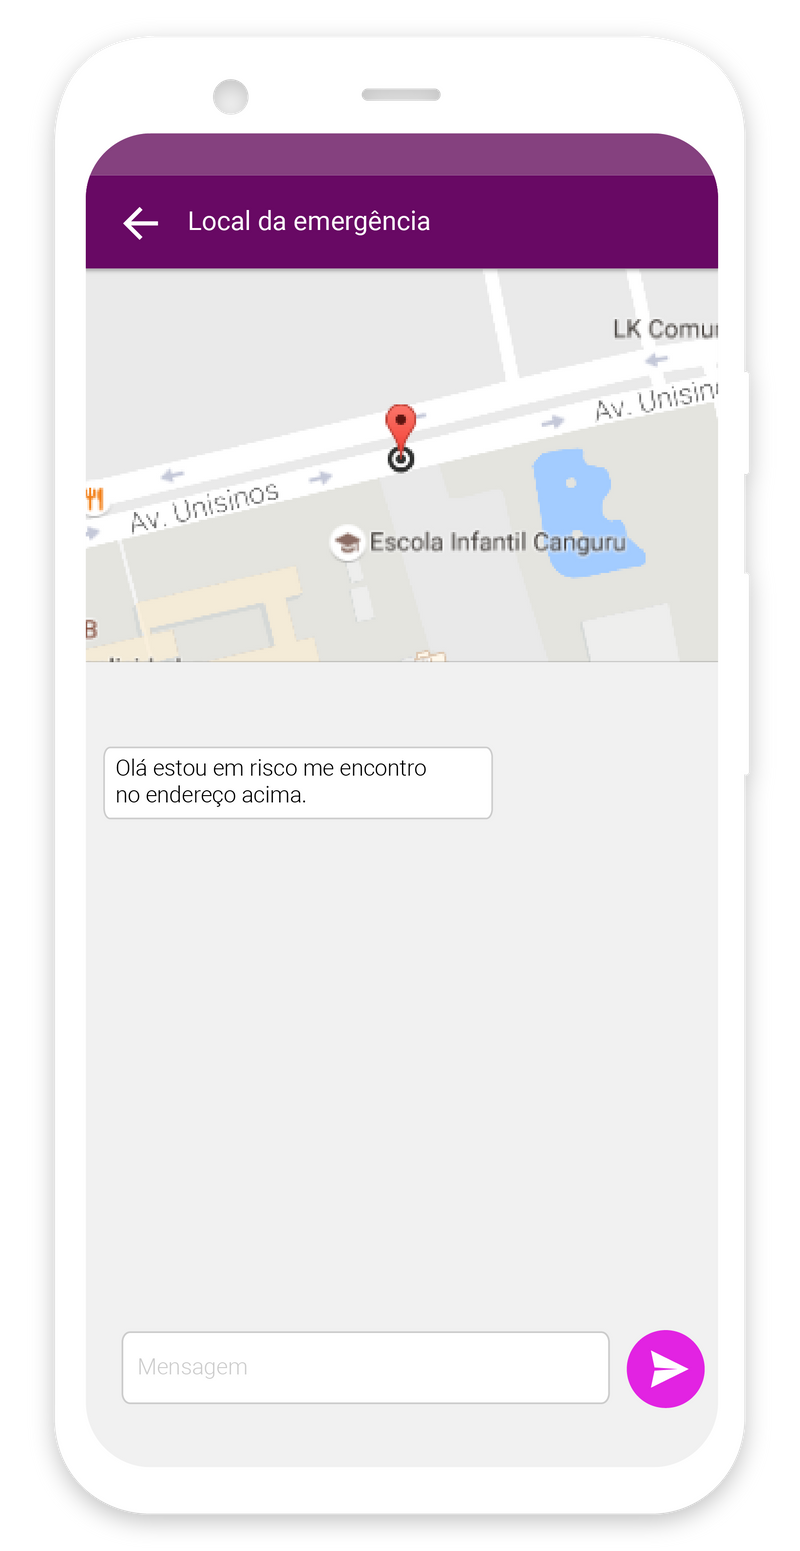 Local da emergência
LK Comu
Av. Unisino
Av. Unisinos
Escola Infantil Canguru
B
Olá estou em risco me encontro
no endereço acima.
Mensagem